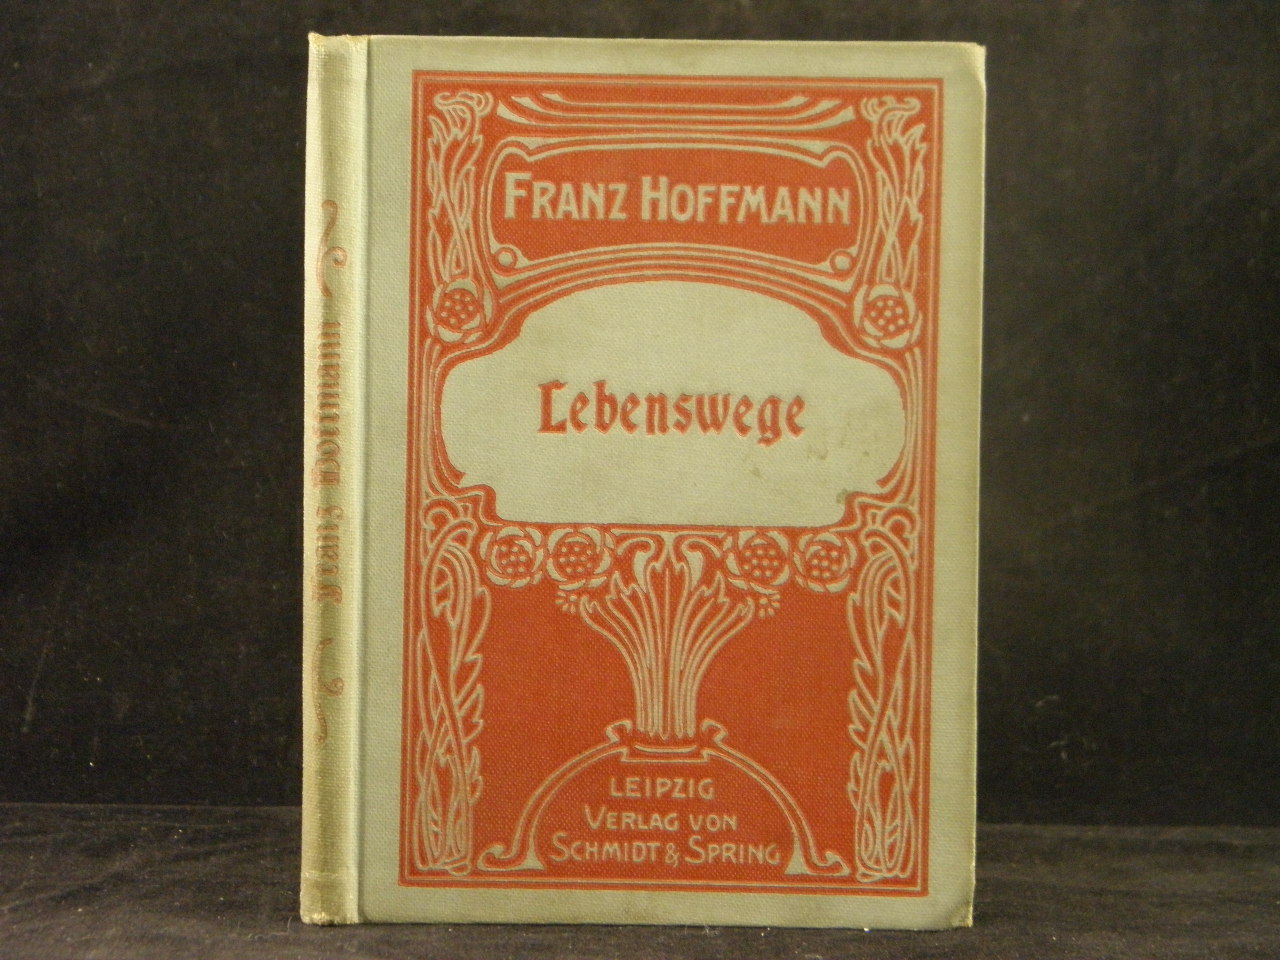 Franz Hoffmann
FRANZ HOFFMANN
Lebenswege
LEIPZIG
VERLAG VON
SCHMIDT & SPRING